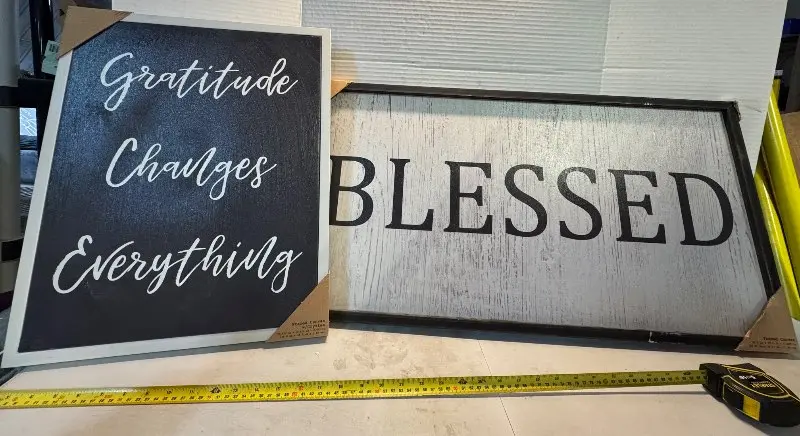 Gratitude
Changes
Everything
BLESSED